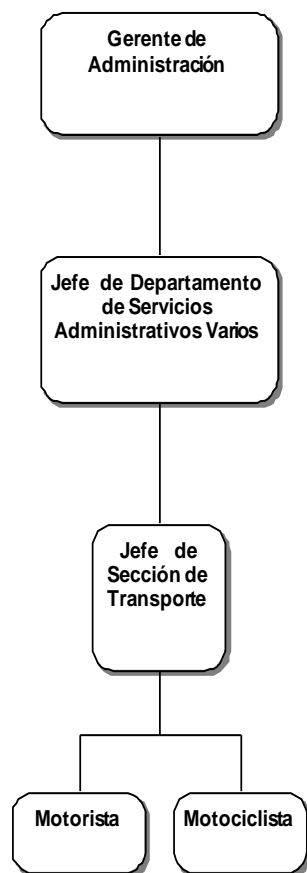 Gerente de
Administración
Jefe de Departamento
de Servicios
Administrativos Varios
Jefe de
Sección de
Transporte
Motorista
Motociclista